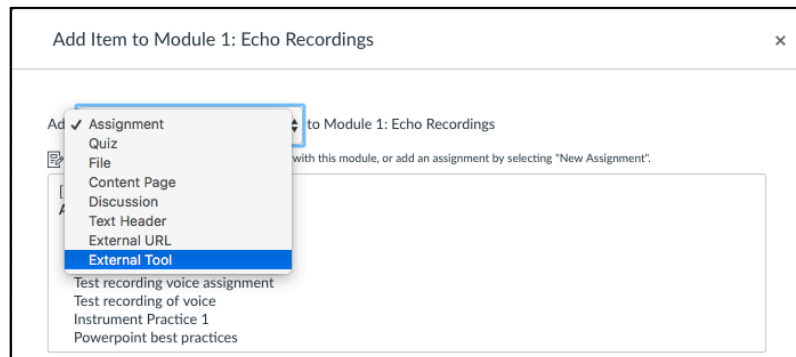 Add Item to Module 1: Echo Recordings ×
Ad to Module 1: Echo Recordings
✓ Assignment
Quiz
File
with this module, or add an assignment by selecting "New Assignment".
Content Page
[
Discussion
A
Text Header
External URL
External Tool
Test recording voice assignment
Test recording of voice
Instrument Practice 1
Powerpoint best practices